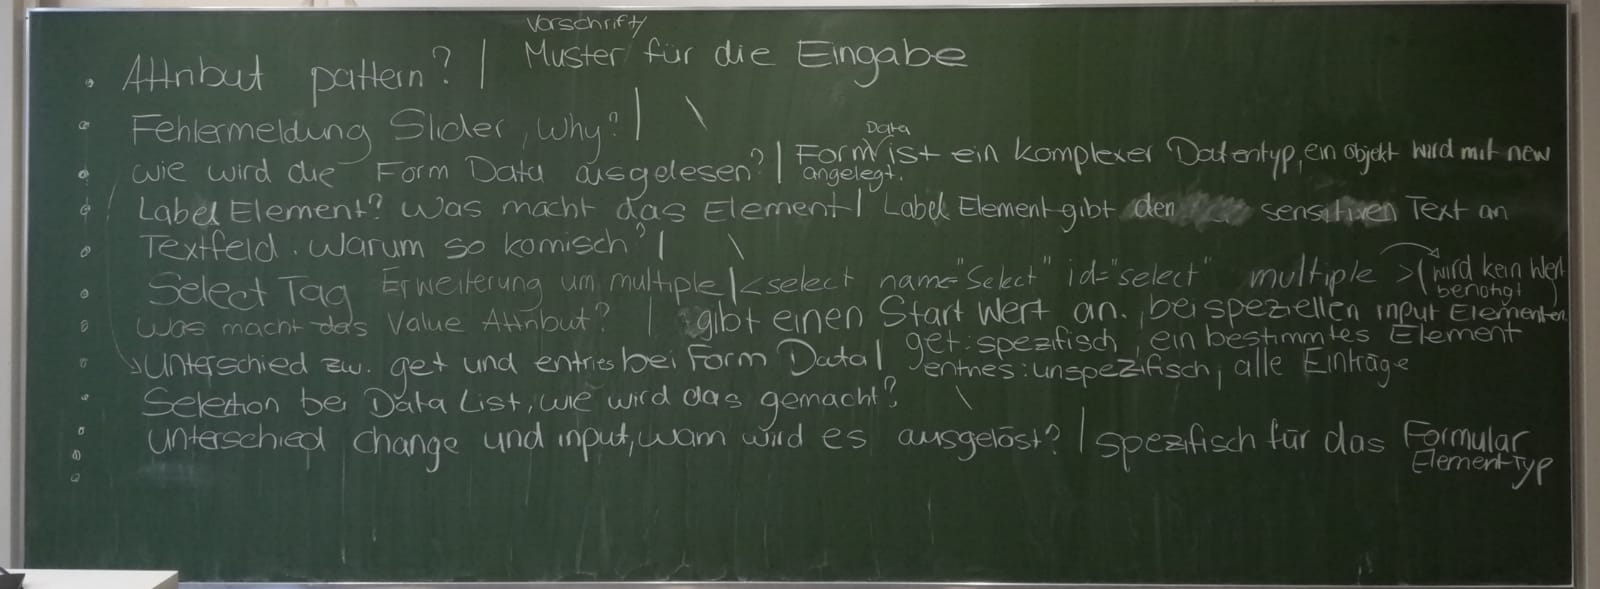 Vorschrift/
• Attribut pattern? | Muster für die Eingabe
• Fehlermeldung Slider, Why? | \
Data
• wie wird die Form Data ausgelesen? | Form ist ein komplexer Datentyp, ein Objekt wird mit new
angelegt.
• Label Element? Was macht das Element | Label Element gibt den sensitiven Text an
• Textfeld. Warum so komisch? | \
• Select Tag Erweiterung um multiple | <select name="Select" id="select" multiple > (wird kein Wert
benötigt
• Was macht das Value Attribut? | gibt einen Start Wert an., bei speziellen input Elementen
• Unterschied zw. get und entries bei Form Data | get: spezifisch, ein bestimmtes Element
entries: unspezifisch, alle Einträge
• Selektion bei Data List, wie wird das gemacht? \
• Unterschied change und input, wann wird es ausgelöst? | spezifisch für das Formular
Element-Typ